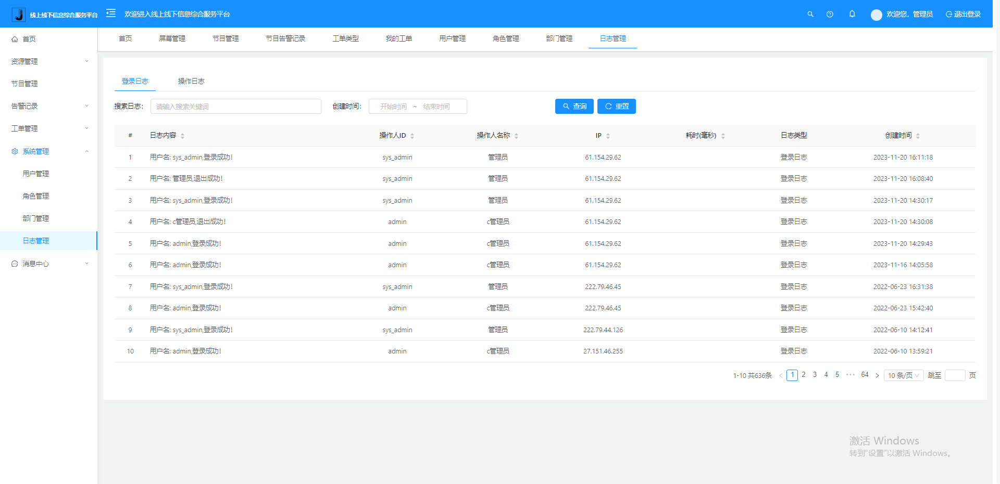 线上线下信息综合服务平台
欢迎进入线上线下信息综合服务平台
欢迎您，管理员
退出登录
首页
资源管理
节目管理
告警记录
工单管理
系统管理
用户管理
角色管理
部门管理
日志管理
消息中心
首页 屏幕管理 节目管理 节目告警记录 工单类型 我的工单 用户管理 角色管理 部门管理 日志管理
登录日志 操作日志
搜索日志： 请输入搜索关键词 创建时间： 开始时间 ~ 结束时间 查询 重置
# 日志内容 操作人ID 操作人名称 IP 耗时(毫秒) 日志类型 创建时间
1 用户名: sys_admin,登录成功! sys_admin 管理员 61.154.29.62 登录日志 2023-11-20 16:11:18
2 用户名: 管理员,退出成功! sys_admin 管理员 61.154.29.62 登录日志 2023-11-20 16:08:40
3 用户名: sys_admin,登录成功! sys_admin 管理员 61.154.29.62 登录日志 2023-11-20 14:30:17
4 用户名: c管理员,退出成功! admin c管理员 61.154.29.62 登录日志 2023-11-20 14:30:08
5 用户名: admin,登录成功! admin c管理员 61.154.29.62 登录日志 2023-11-20 14:29:43
6 用户名: admin,登录成功! admin c管理员 61.154.29.62 登录日志 2023-11-16 14:05:58
7 用户名: sys_admin,登录成功! sys_admin 管理员 222.79.46.45 登录日志 2022-06-23 16:31:38
8 用户名: admin,登录成功! admin c管理员 222.79.46.45 登录日志 2022-06-23 15:42:40
9 用户名: sys_admin,登录成功! sys_admin 管理员 222.79.44.126 登录日志 2022-06-10 14:12:41
10 用户名: admin,登录成功! admin c管理员 27.151.46.255 登录日志 2022-06-10 13:59:21
1-10 共636条 < 1 2 3 4 5 ••• 64 > 10 条/页 跳至 页
激活 Windows
转到"设置"以激活 Windows。